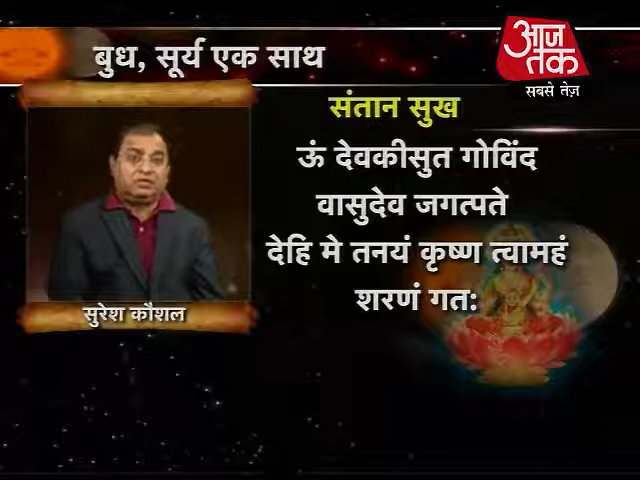 बुध, सूर्य एक साथ
आज
तक
सबसे तेज़
संतान सुख
ऊं देवकीसुत गोविंद
वासुदेव जगत्पते
देहि मे तनयं कृष्ण त्वामहं
शरणं गत:
सुरेश कौशल